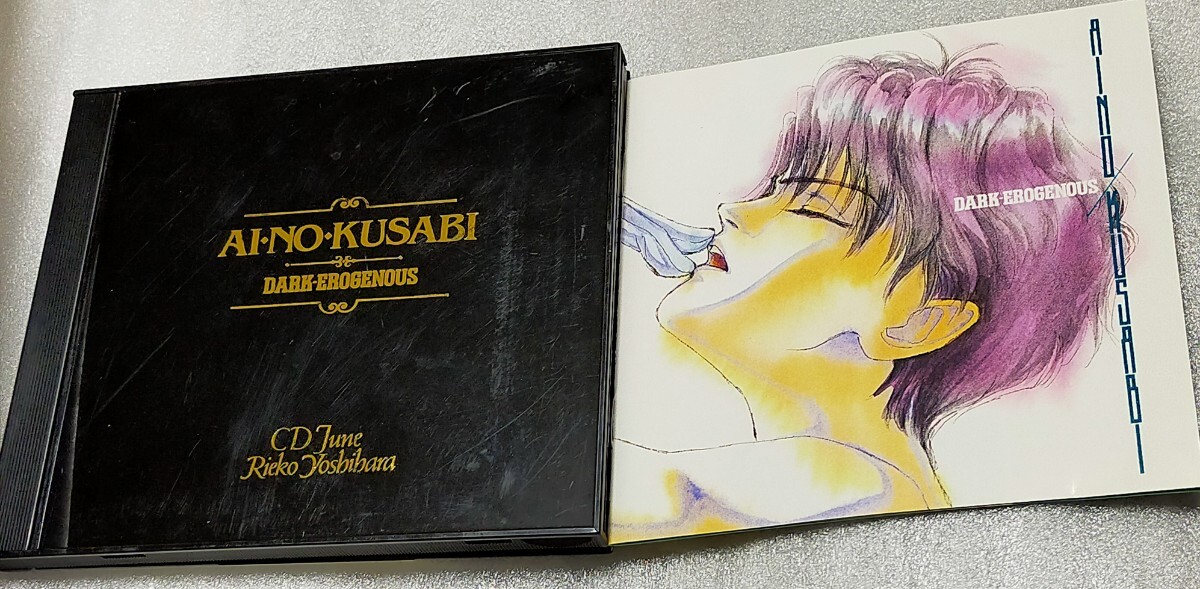 AI·NO·KUSABI
DARK-EROGENOUS
CD June
Rieko Yoshihara
AI NO KUSABI
DARK-EROGENOUS